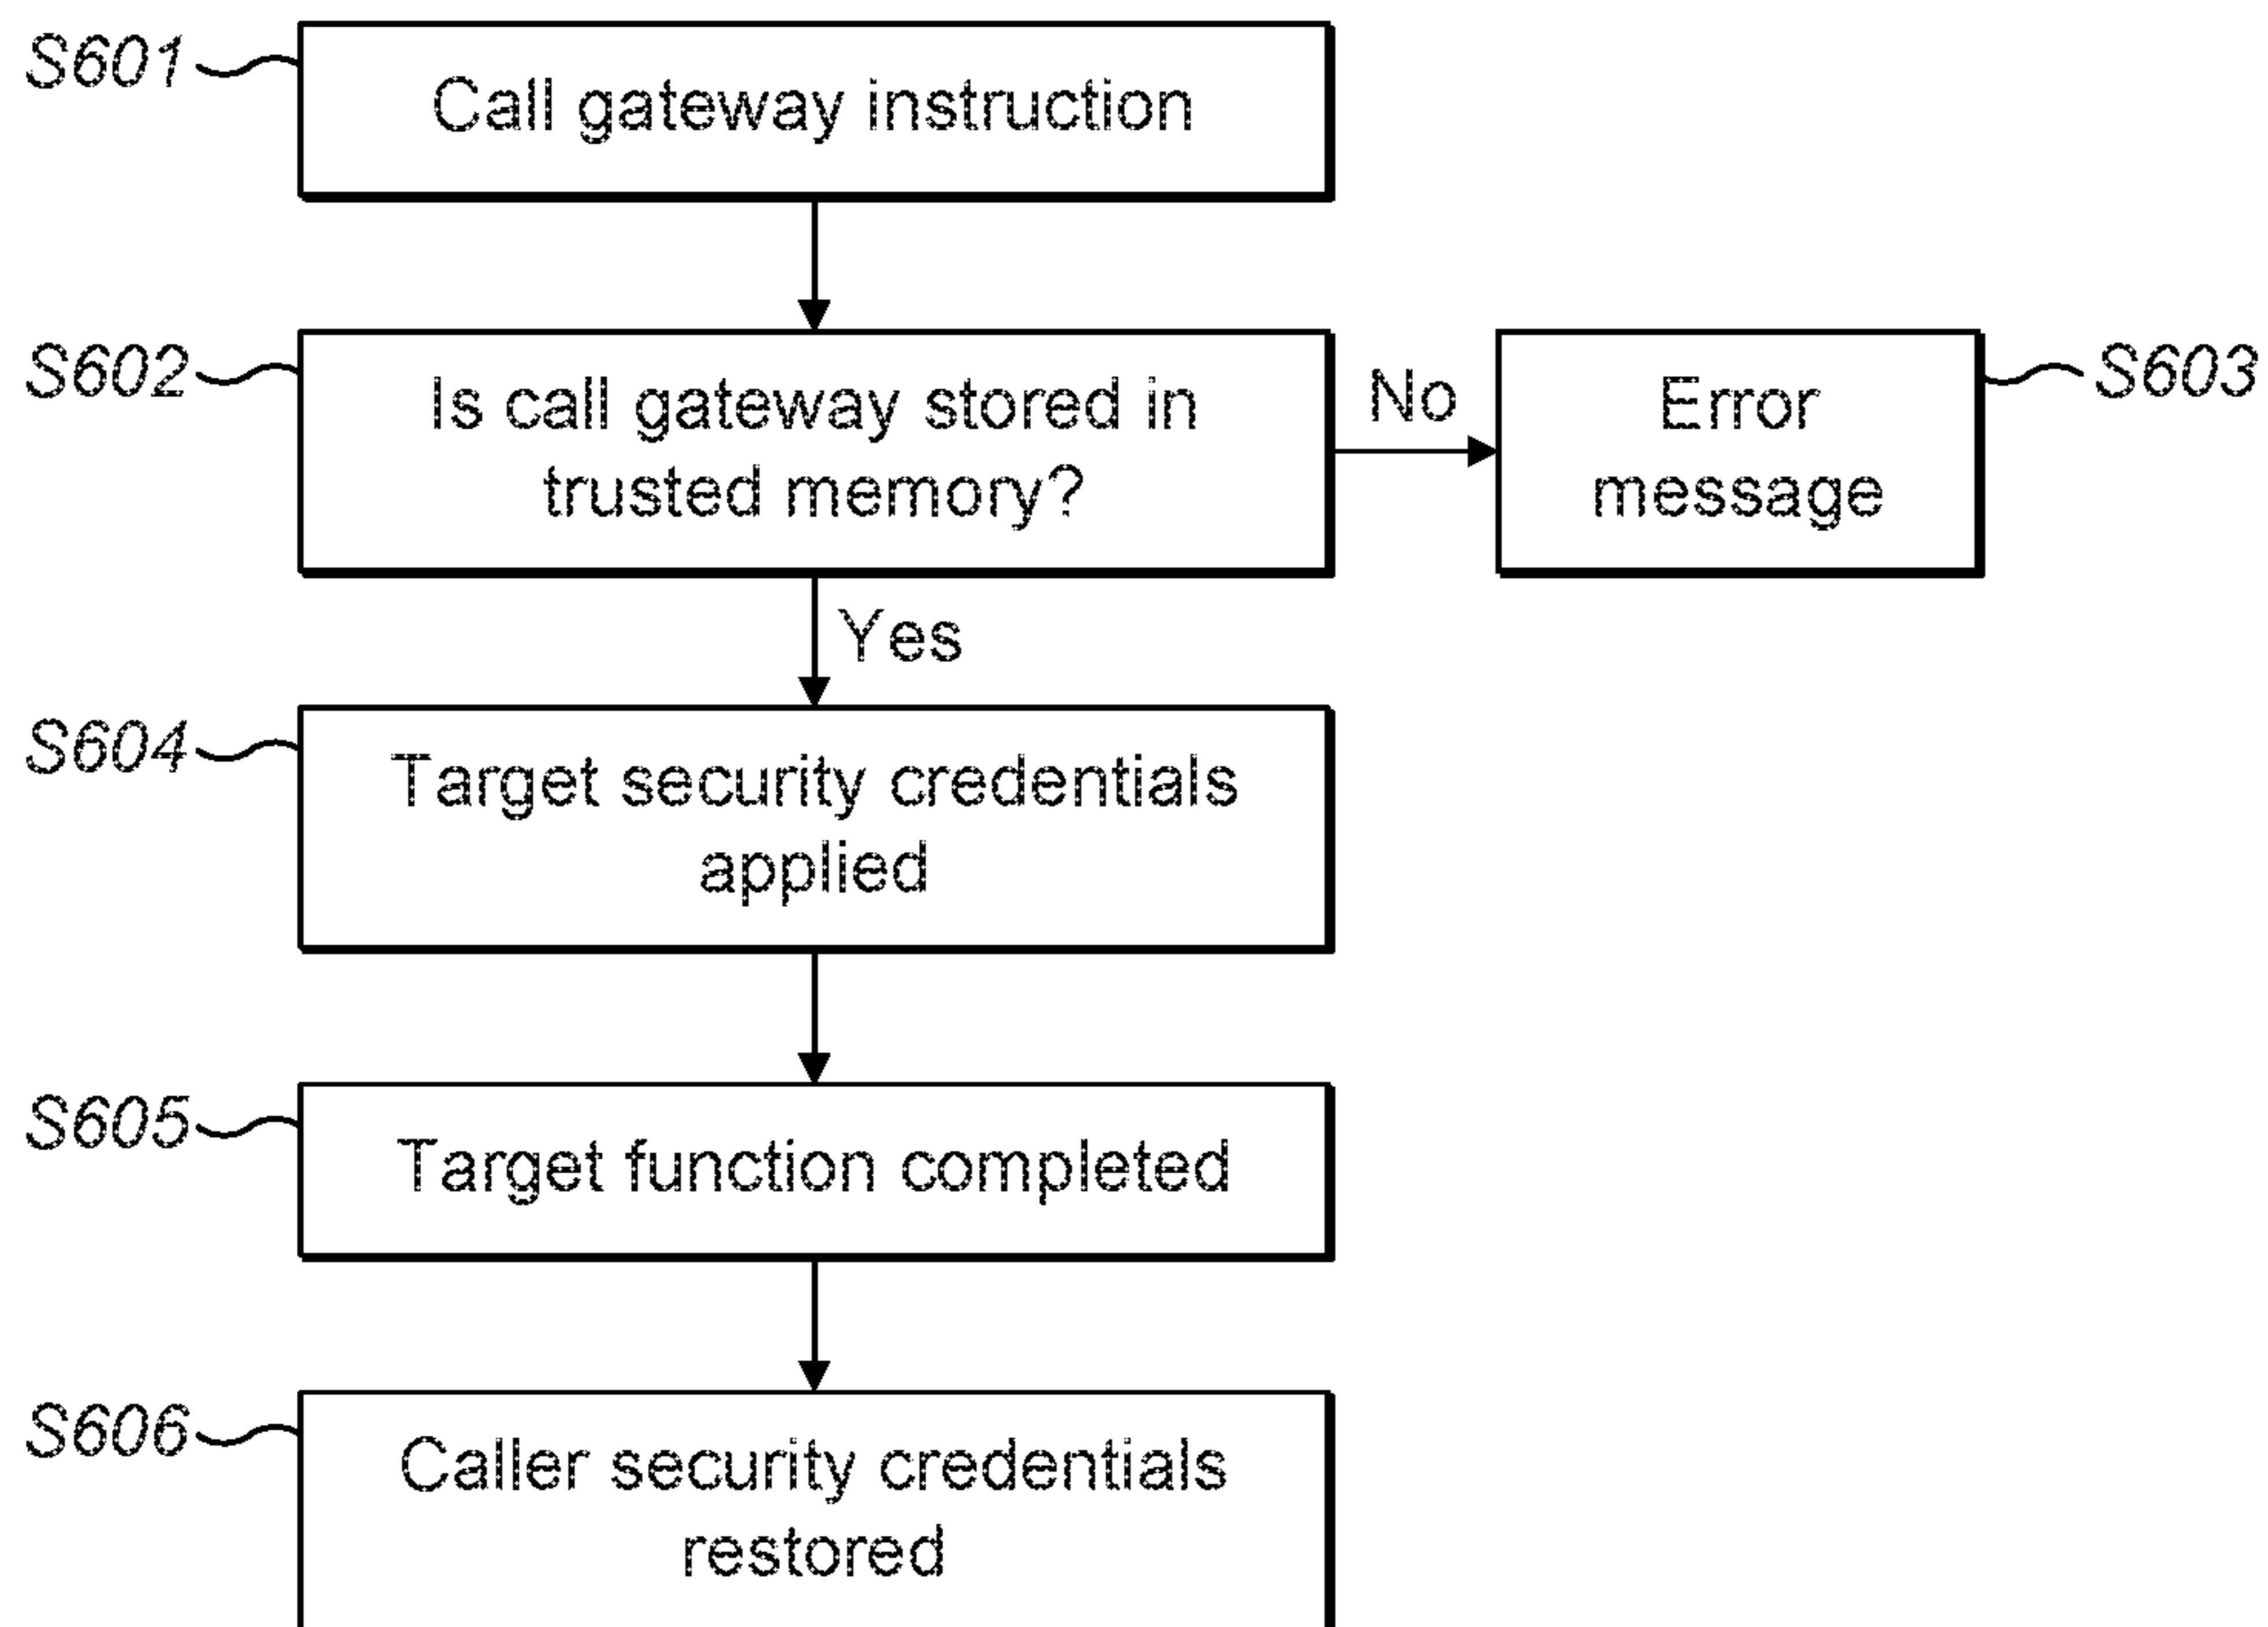 S601
Call gateway instruction
S602
Is call gateway stored in
trusted memory?
No
Error
message
S603
Yes
S604
Target security credentials
applied
S605
Target function completed
S606
Caller security credentials
restored